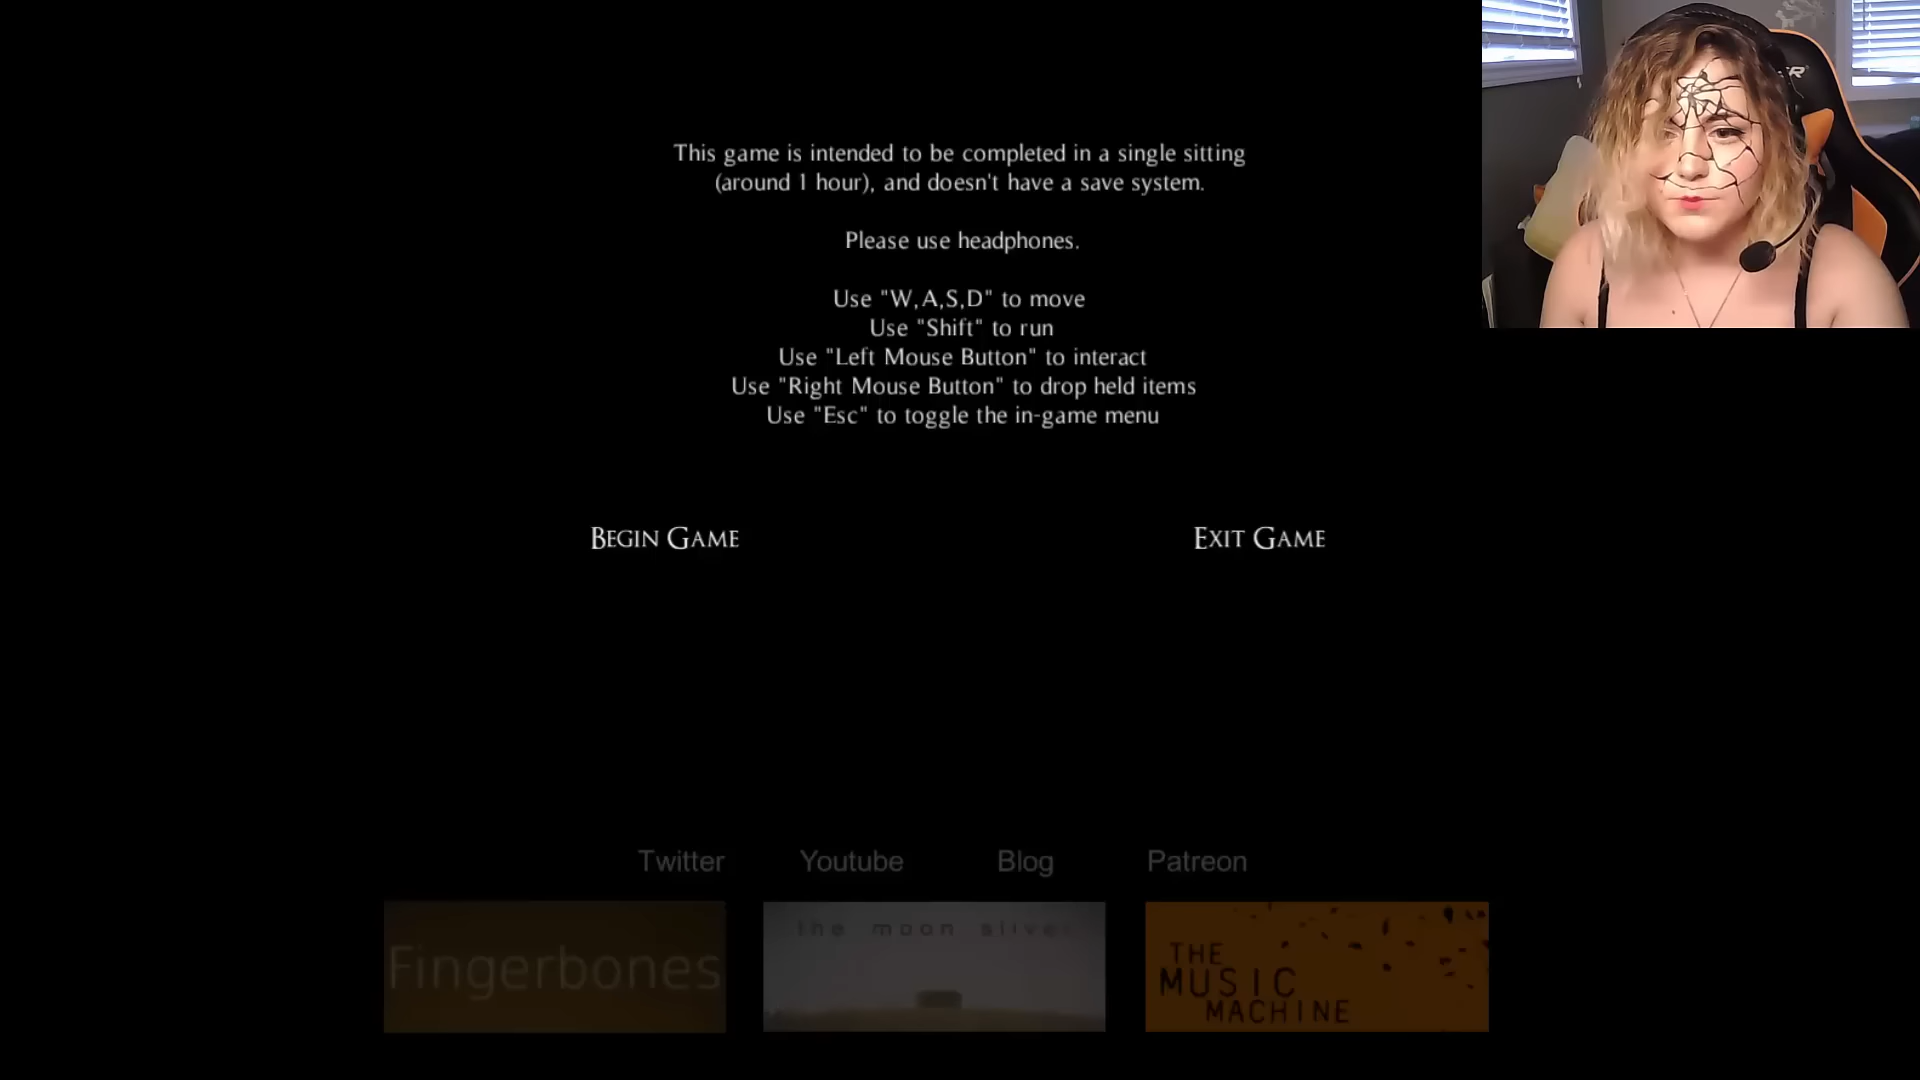 This game is intended to be completed in a single sitting
(around 1 hour), and doesn't have a save system.
Please use headphones.
Use "W,A,S,D" to move
Use "Shift" to run
Use "Left Mouse Button" to interact
Use "Right Mouse Button" to drop held items
Use "Esc" to toggle the in-game menu
BEGIN GAME
EXIT GAME
Twitter
Youtube
Blog
Patreon
Fingerbones
the moon sliver
THE
MUSIC
MACHINE